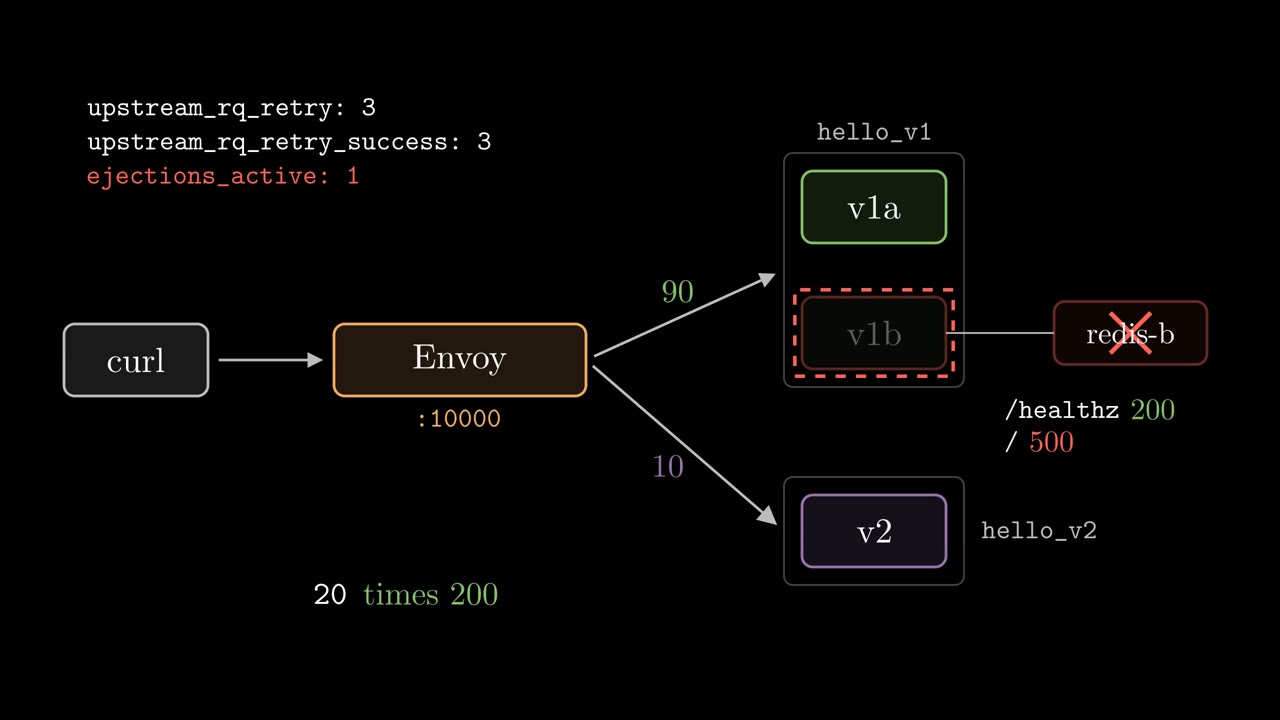 upstream_rq_retry: 3
upstream_rq_retry_success: 3
ejections_active: 1
hello_v1
v1a
90
v1b
redis-b
curl
Envoy
:10000
/healthz 200
/ 500
10
v2
hello_v2
20 times 200